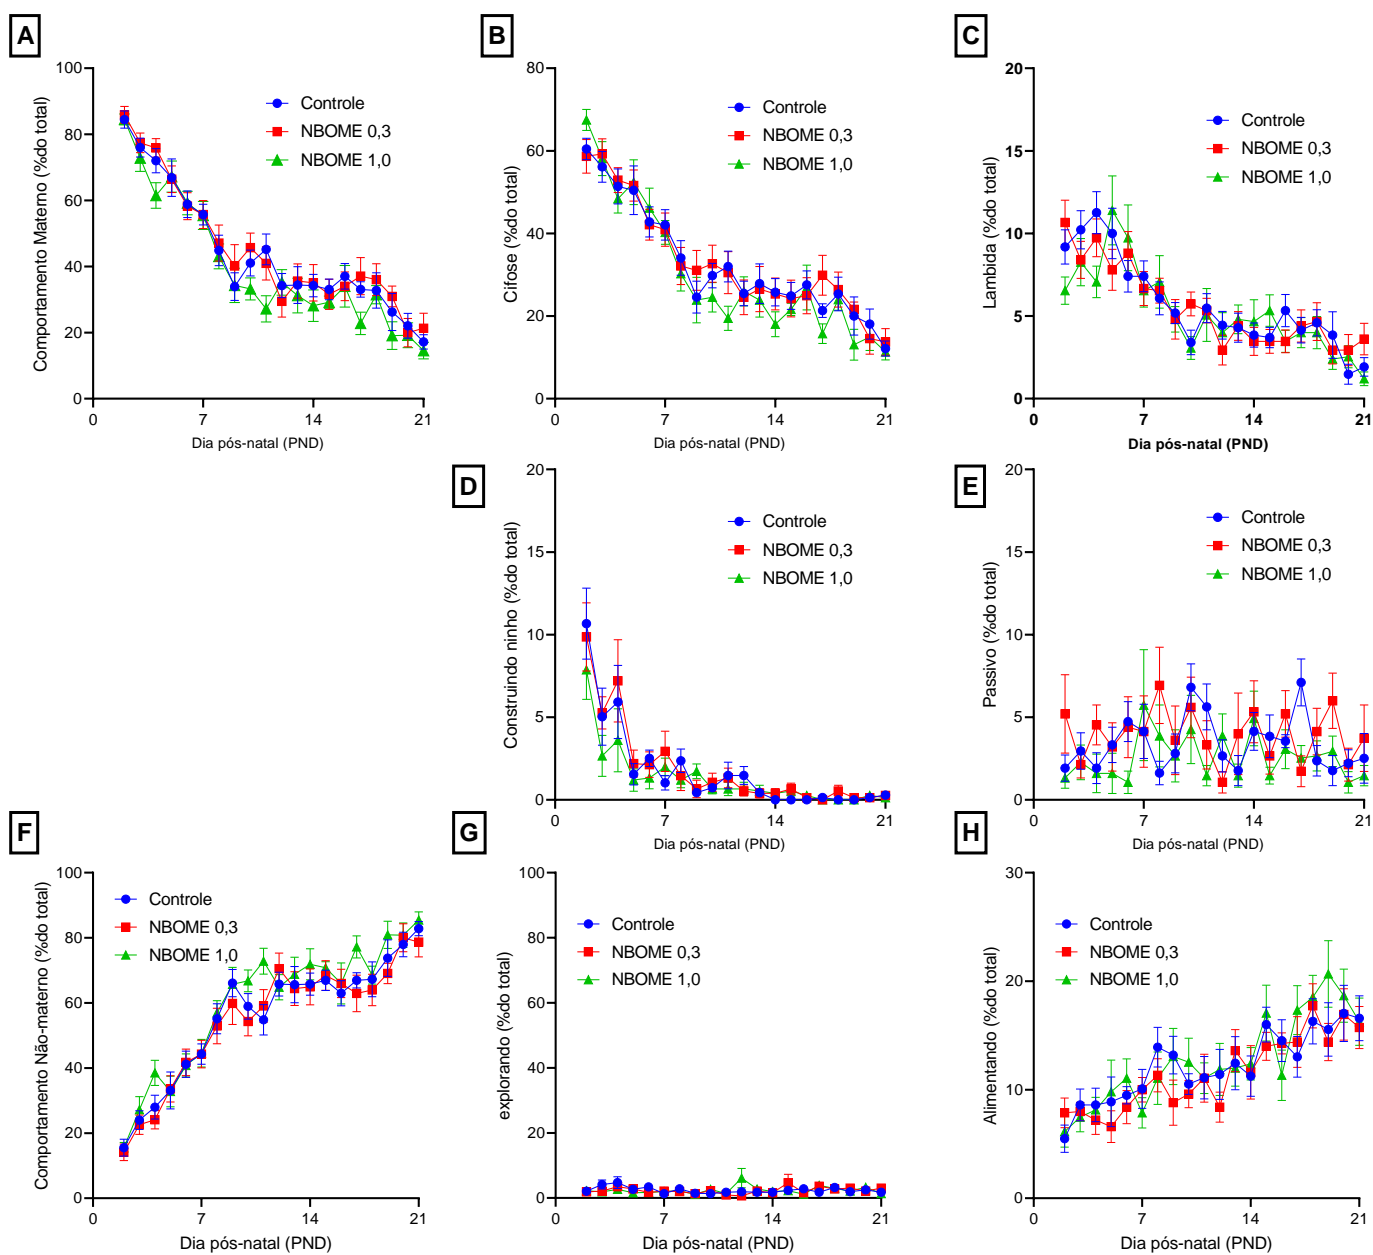 A
Comportamento Materno (%do total)
100
80
60
40
20
0
0 7 14 21
Dia pós-natal (PND)
Controle
NBOME 0,3
NBOME 1,0
B
Cifose (%do total)
80
60
40
20
0
0 7 14 21
Dia pós-natal (PND)
Controle
NBOME 0,3
NBOME 1,0
C
Lambida (%do total)
20
15
10
5
0
0 7 14 21
Dia pós-natal (PND)
Controle
NBOME 0,3
NBOME 1,0
D
Construindo ninho (%do total)
20
15
10
5
0
0 7 14 21
Dia pós-natal (PND)
Controle
NBOME 0,3
NBOME 1,0
E
Passivo (%do total)
20
15
10
5
0
0 7 14 21
Dia pós-natal (PND)
Controle
NBOME 0,3
NBOME 1,0
F
Comportamento Não-materno (%do total)
100
80
60
40
20
0
0 7 14 21
Dia pós-natal (PND)
Controle
NBOME 0,3
NBOME 1,0
G
explorando (%do total)
100
80
60
40
20
0
0 7 14 21
Dia pós-natal (PND)
Controle
NBOME 0,3
NBOME 1,0
H
Alimentando (%do total)
30
20
10
0
0 7 14 21
Dia pós-natal (PND)
Controle
NBOME 0,3
NBOME 1,0